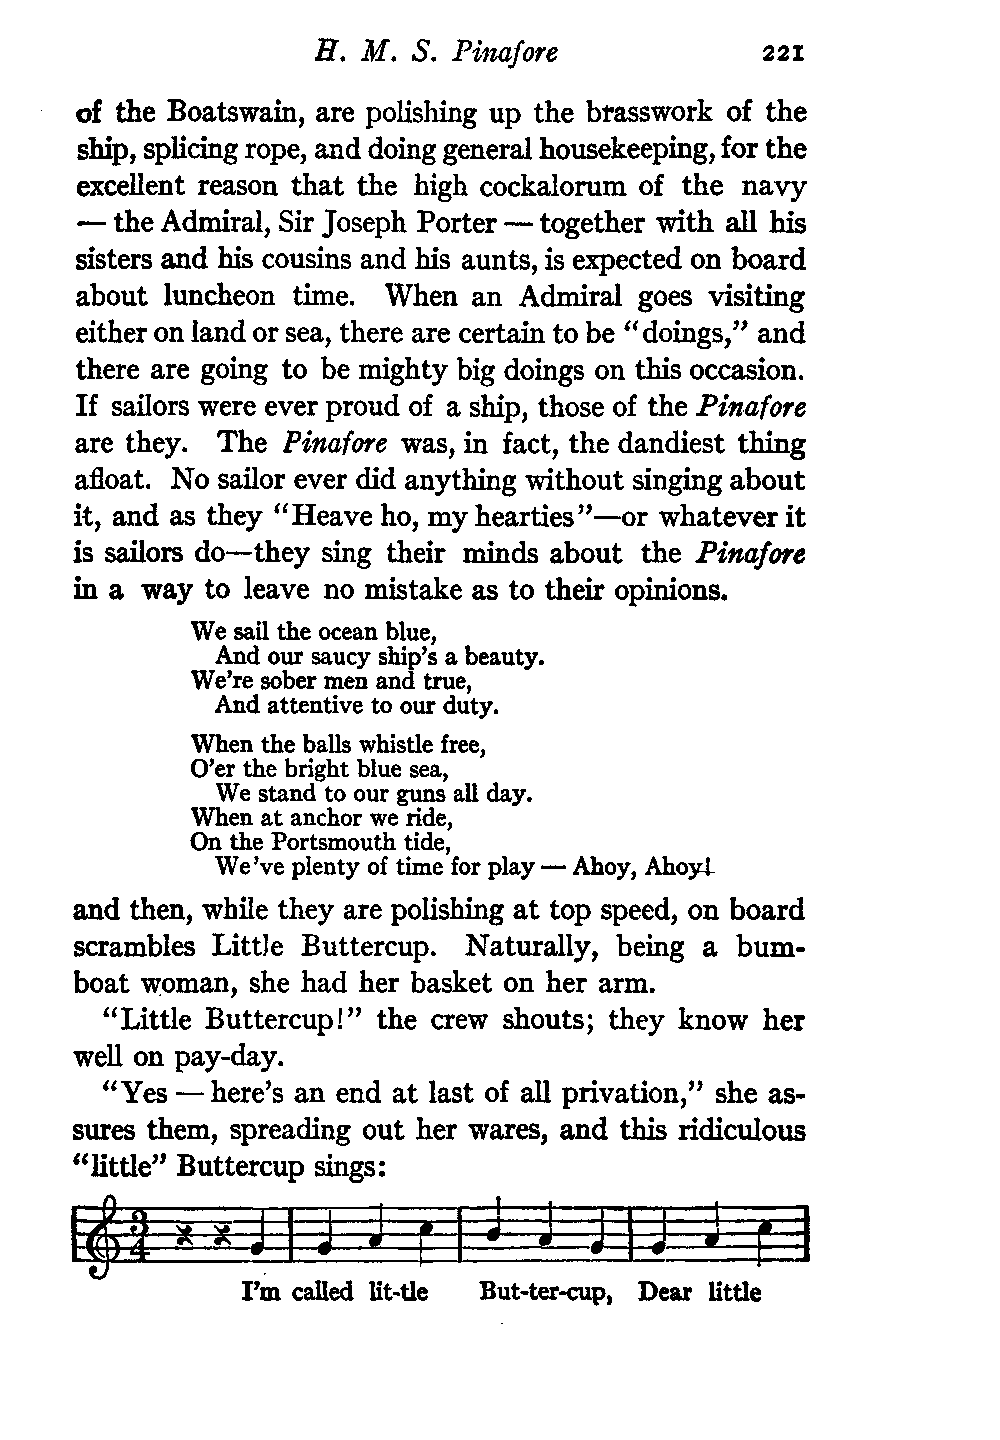 H. M. S. Pinafore 221
of the Boatswain, are polishing up the brasswork of the
ship, splicing rope, and doing general housekeeping, for the
excellent reason that the high cockalorum of the navy
— the Admiral, Sir Joseph Porter — together with all his
sisters and his cousins and his aunts, is expected on board
about luncheon time. When an Admiral goes visiting
either on land or sea, there are certain to be "doings," and
there are going to be mighty big doings on this occasion.
If sailors were ever proud of a ship, those of the Pinafore
are they. The Pinafore was, in fact, the dandiest thing
afloat. No sailor ever did anything without singing about
it, and as they "Heave ho, my hearties"—or whatever it
is sailors do—they sing their minds about the Pinafore
in a way to leave no mistake as to their opinions.
We sail the ocean blue,
And our saucy ship's a beauty.
We're sober men and true,
And attentive to our duty.
When the balls whistle free,
O'er the bright blue sea,
We stand to our guns all day.
When at anchor we ride,
On the Portsmouth tide,
We've plenty of time for play — Ahoy, Ahoy!
and then, while they are polishing at top speed, on board
scrambles Little Buttercup. Naturally, being a bum-
boat woman, she had her basket on her arm.
"Little Buttercup!" the crew shouts; they know her
well on pay-day.
"Yes — here's an end at last of all privation," she as-
sures them, spreading out her wares, and this ridiculous
"little" Buttercup sings:
3
4
I'm called lit-tle But-ter-cup, Dear little